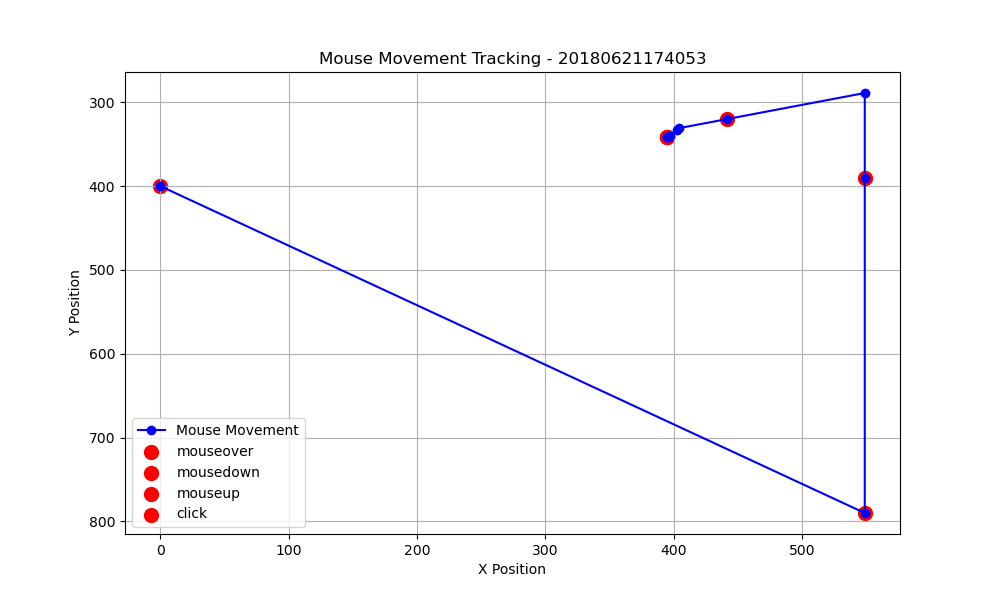 Mouse Movement Tracking - 20180621174053
300
400
500
600
700
800
Y Position
Mouse Movement
mouseover
mousedown
mouseup
click
0 100 200 300 400 500
X Position